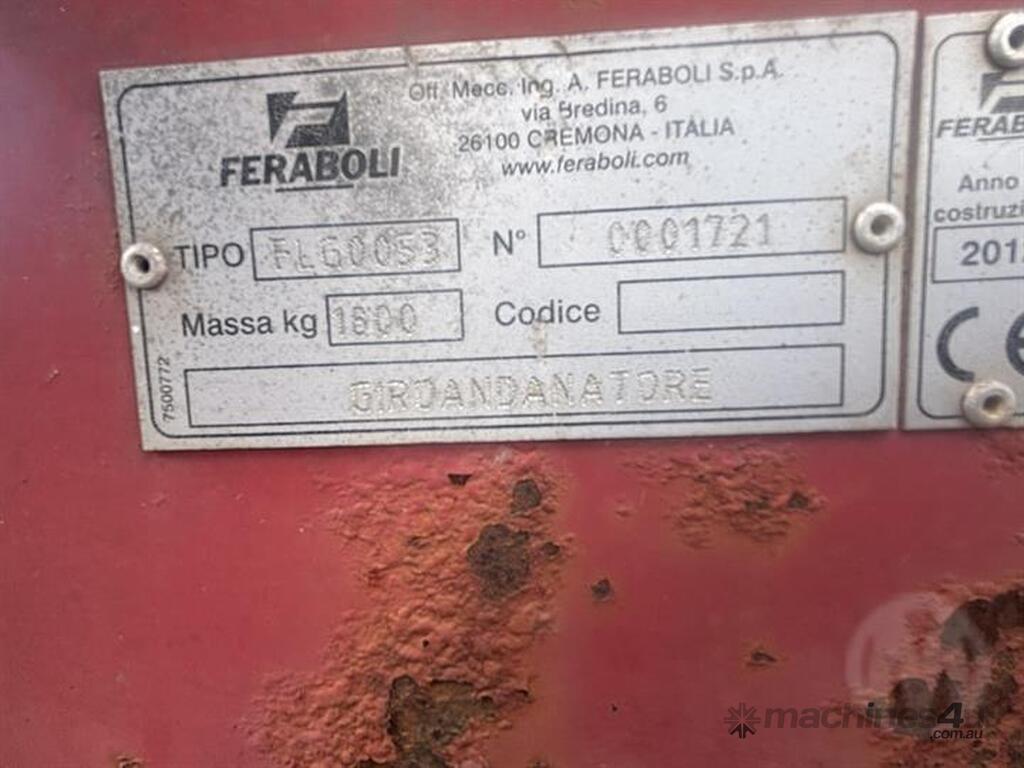 FERABOLI
Off. Mecc. Ing. A. FERABOLI S.p.A.
via Bredina, 6
26100 CREMONA - ITALIA
www.feraboli.com
TIPO FLG0053 N° 0001721
Massa kg 1600 Codice
GIROANDANATORE
7500772
FERAB
Anno
costruzi
201
CE
machines4u
.com.au